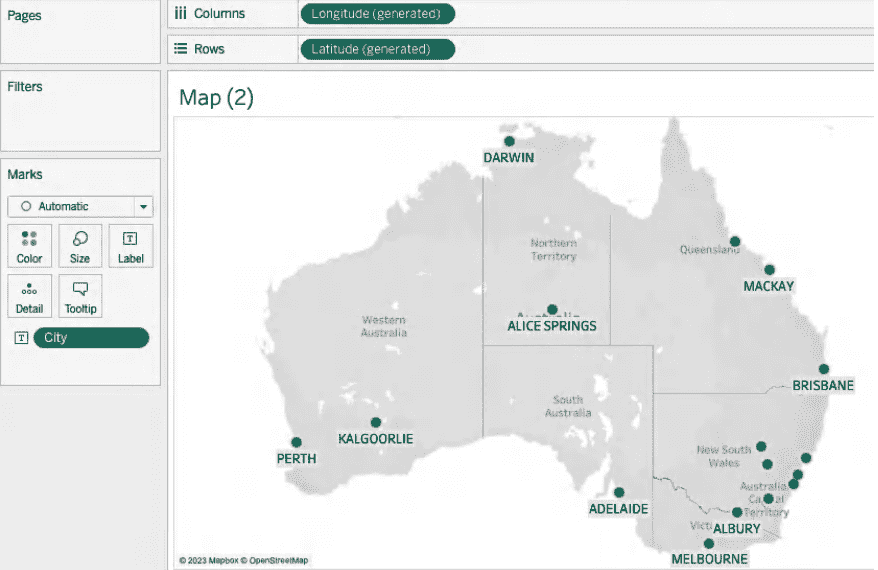 Pages
Columns
Longitude (generated)
Rows
Latitude (generated)
Filters
Map (2)
Marks
Automatic
Color
Size
Label
Detail
Tooltip
City
DARWIN
Northern
Territory
Queensland
MACKAY
ALICE SPRINGS
Western
Australia
BRISBANE
South
Australia
KALGOORLIE
PERTH
New South
Wales
Australia
Territory
ADELAIDE
ALBURY
MELBOURNE
© 2023 Mapbox © OpenStreetMap